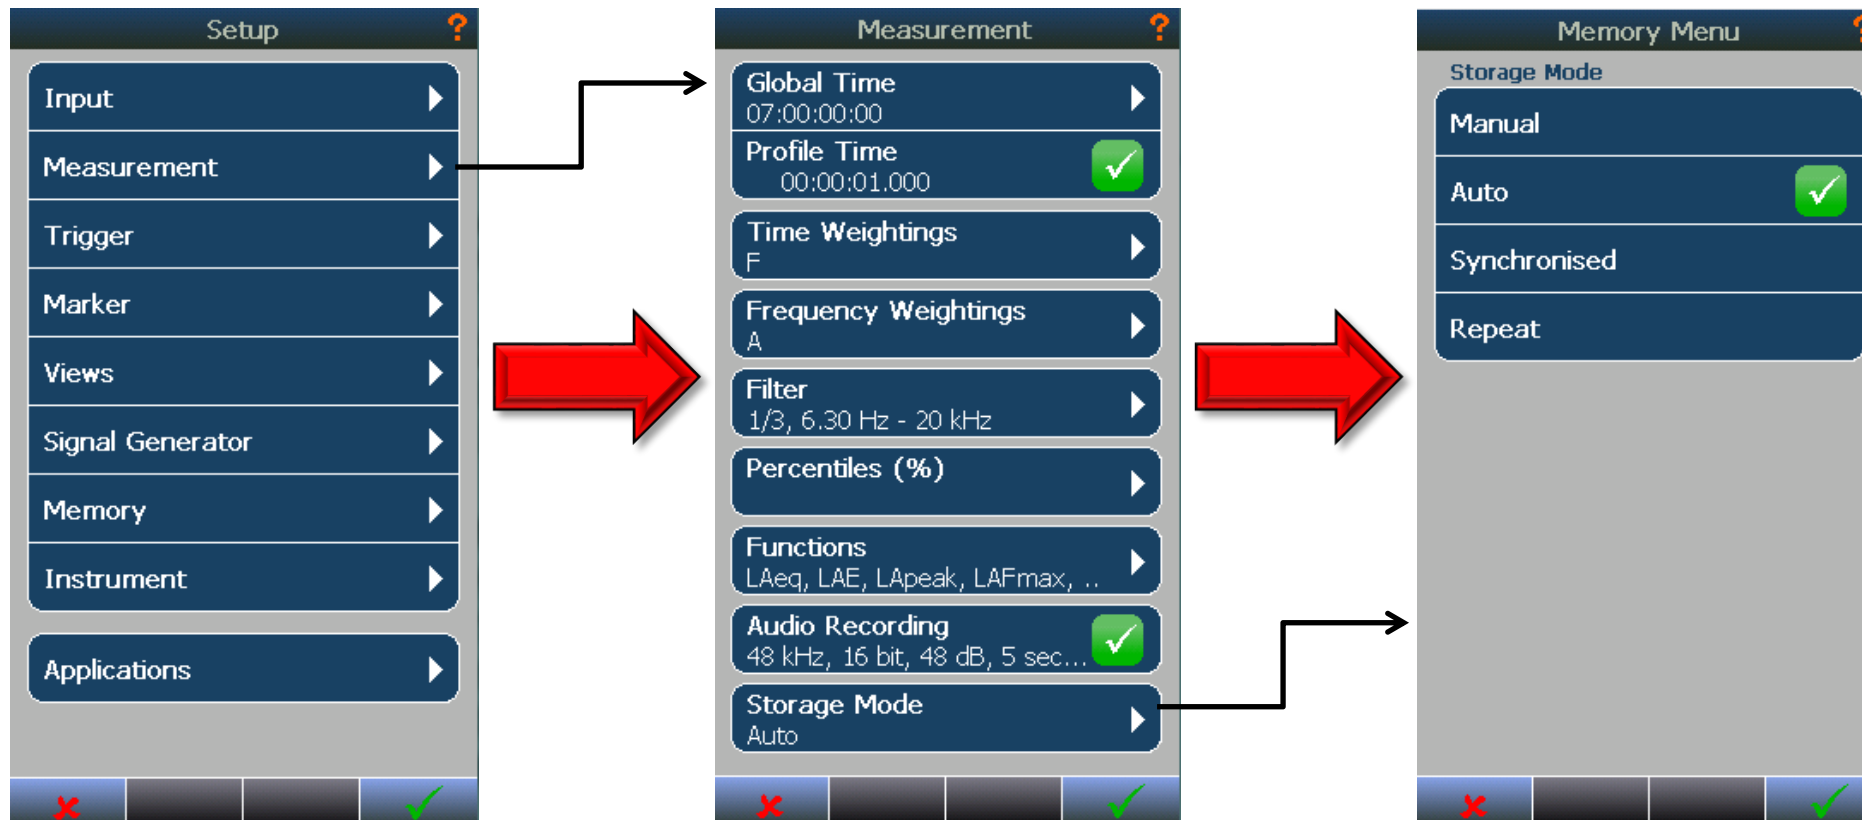 Setup ?
Input
Measurement
Trigger
Marker
Views
Signal Generator
Memory
Instrument
Applications
Measurement ?
Global Time
07:00:00:00
Profile Time
00:00:01.000
Time Weightings
F
Frequency Weightings
A
Filter
1/3, 6.30 Hz - 20 kHz
Percentiles (%)
Functions
LAeq, LAE, LApeak, LAFmax, ..
Audio Recording
48 kHz, 16 bit, 48 dB, 5 sec...
Storage Mode
Auto
Memory Menu ?
Storage Mode
Manual
Auto
Synchronised
Repeat